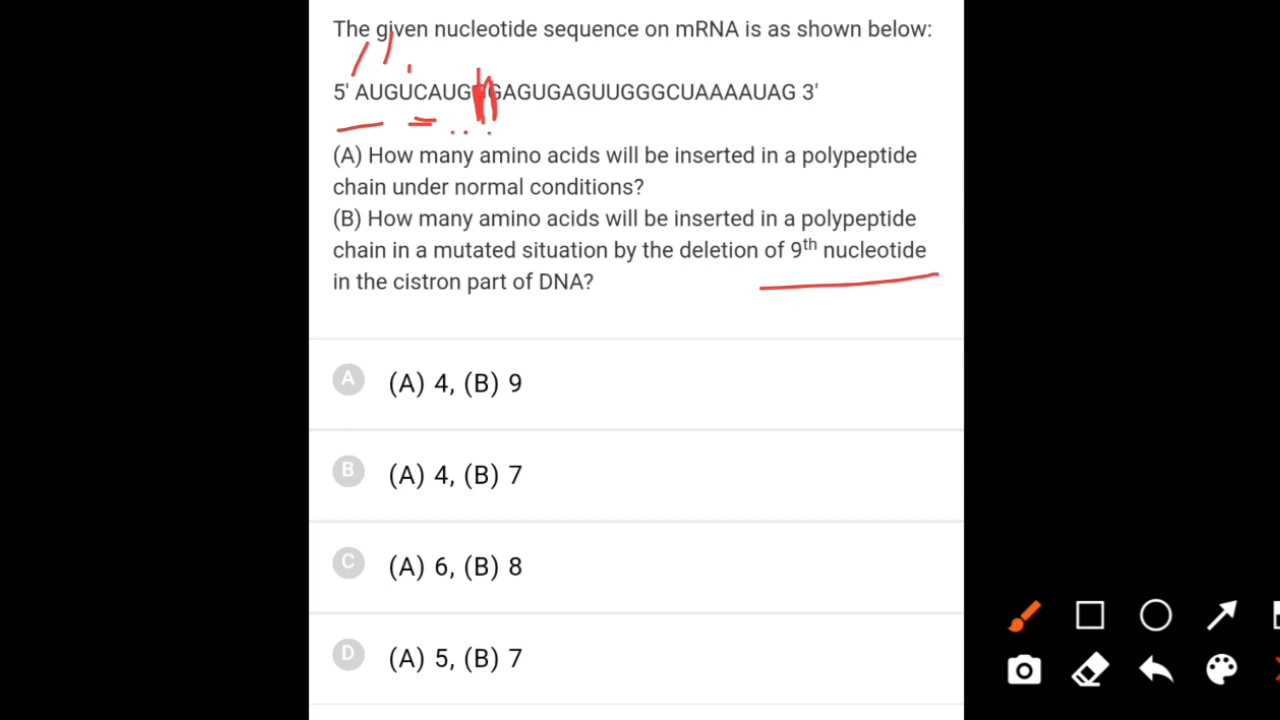 The given nucleotide sequence on mRNA is as shown below:
5' AUGUCAUG GAGUGAGUUGGGCUAAAAUAG 3'
(A) How many amino acids will be inserted in a polypeptide
chain under normal conditions?
(B) How many amino acids will be inserted in a polypeptide
chain in a mutated situation by the deletion of 9th nucleotide
in the cistron part of DNA?
A (A) 4, (B) 9
B (A) 4, (B) 7
C (A) 6, (B) 8
D (A) 5, (B) 7